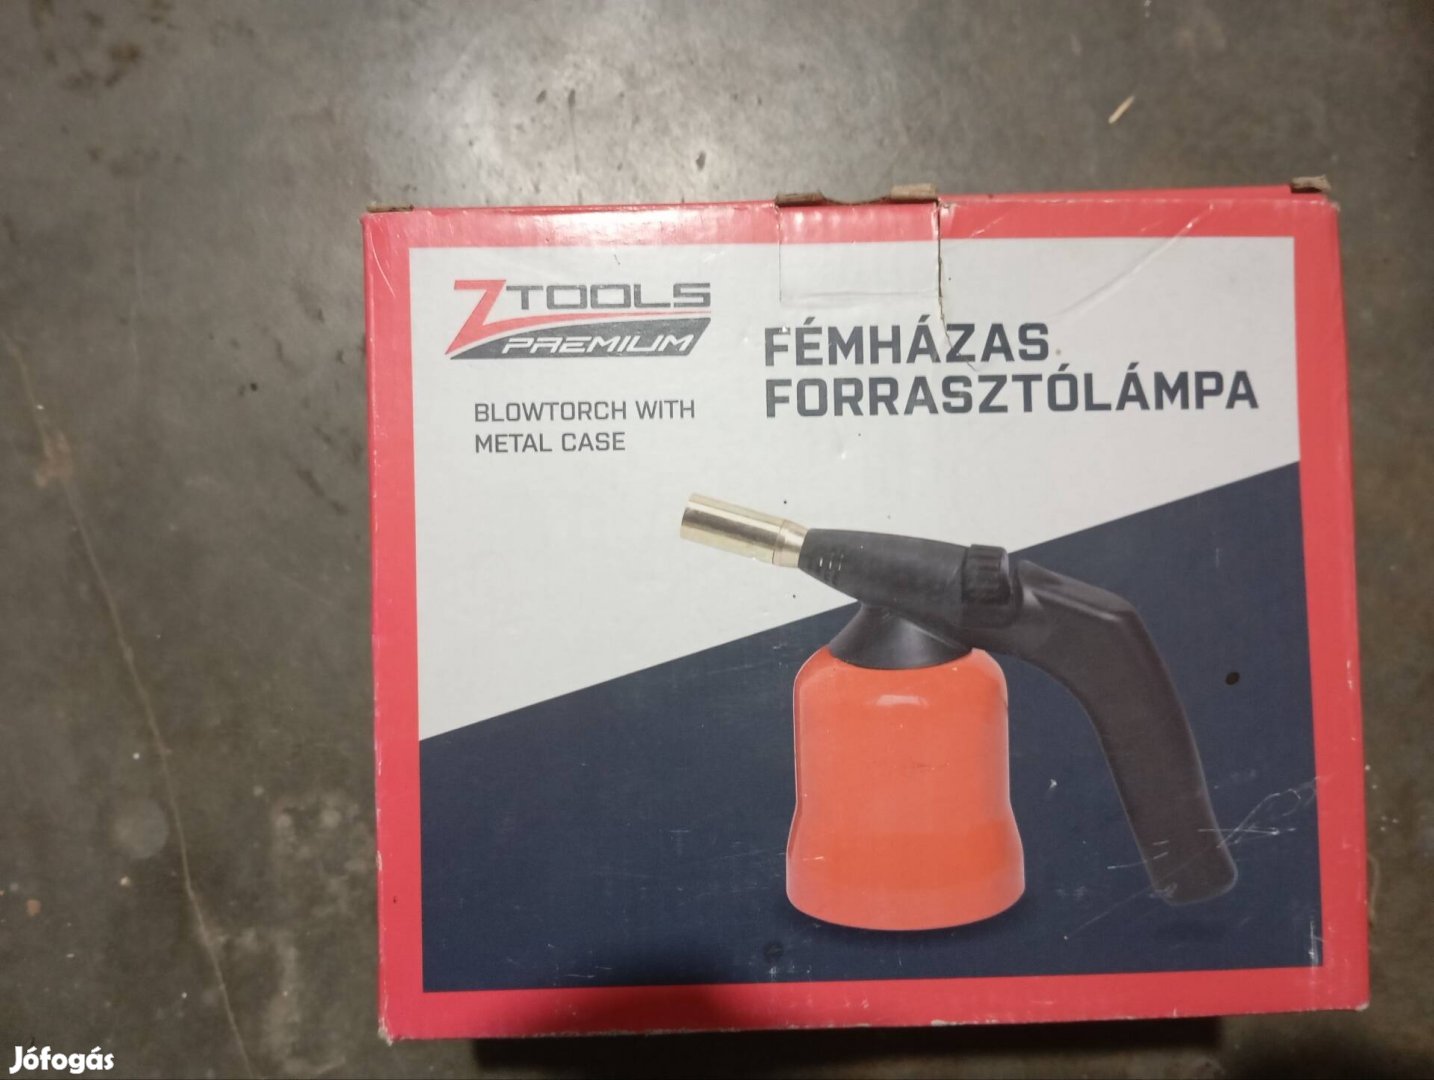 ZTOOLS
PREMIUM
BLOWTORCH WITH
METAL CASE
FÉMHÁZAS
FORRASZTÓLÁMPA
Jófogás